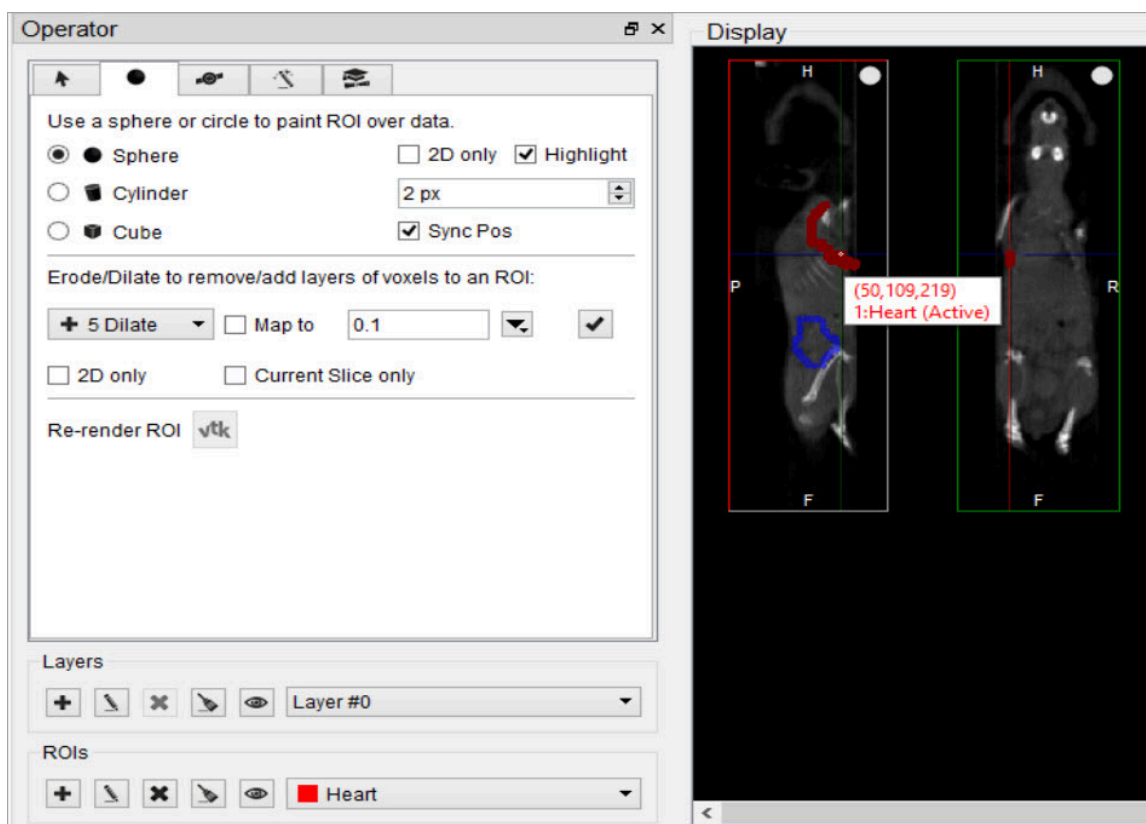 Operator
Use a sphere or circle to paint ROI over data.
Sphere
2D only
Highlight
Cylinder
2 px
Cube
Sync Pos
Erode/Dilate to remove/add layers of voxels to an ROI:
5 Dilate
Map to
0.1
2D only
Current Slice only
Re-render ROI
vtk
Layers
Layer #0
ROIs
Heart
Display
H
P
F
H
R
F
(50,109,219)
1:Heart (Active)